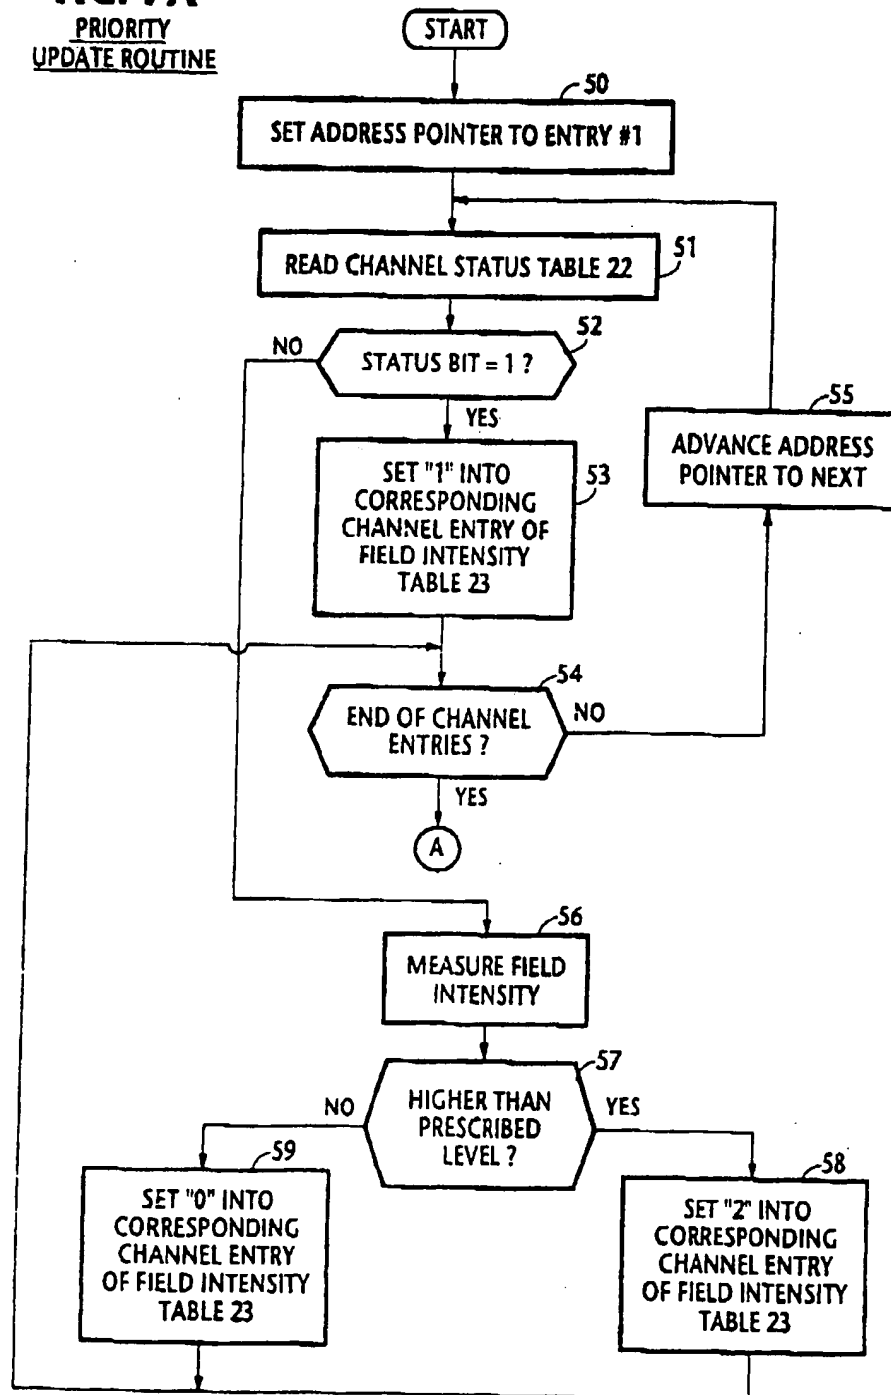 PRIORITY
UPDATE ROUTINE
START
50
SET ADDRESS POINTER TO ENTRY #1
51
READ CHANNEL STATUS TABLE 22
52
NO
STATUS BIT = 1 ?
YES
55
ADVANCE ADDRESS
POINTER TO NEXT
53
SET "1" INTO
CORRESPONDING
CHANNEL ENTRY OF
FIELD INTENSITY
TABLE 23
54
END OF CHANNEL
ENTRIES ?
NO
YES
A
56
MEASURE FIELD
INTENSITY
57
HIGHER THAN
PRESCRIBED
LEVEL ?
NO
YES
59
SET "0" INTO
CORRESPONDING
CHANNEL ENTRY
OF FIELD INTENSITY
TABLE 23
58
SET "2" INTO
CORRESPONDING
CHANNEL ENTRY
OF FIELD INTENSITY
TABLE 23